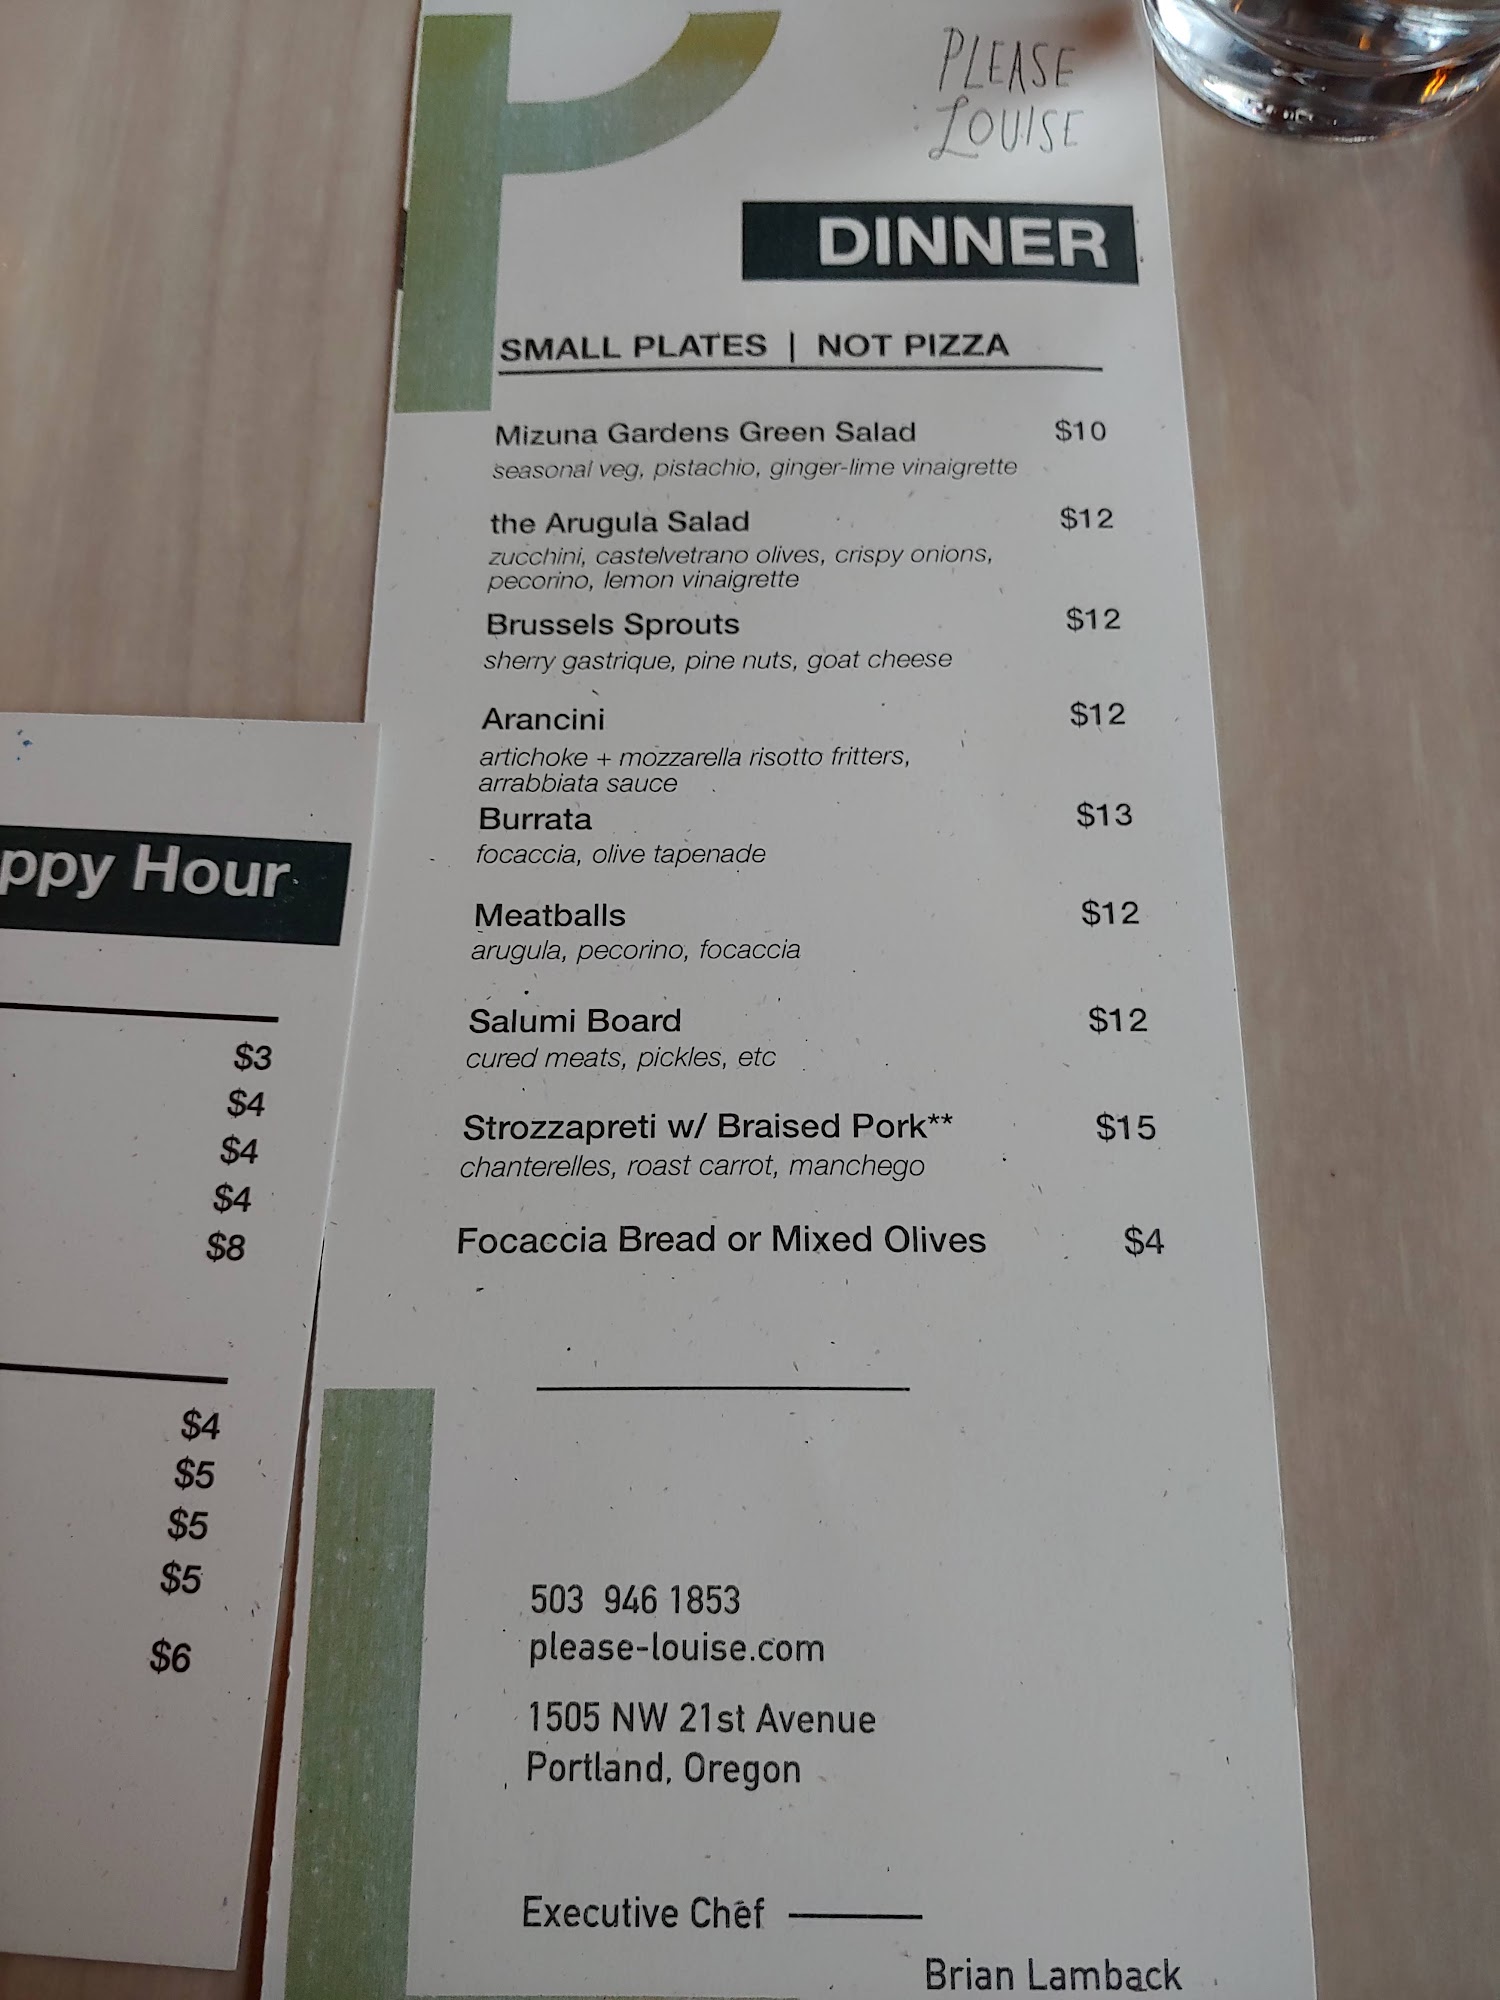 PLEASE
LOUISE
DINNER
SMALL PLATES | NOT PIZZA
Mizuna Gardens Green Salad $10
seasonal veg, pistachio, ginger-lime vinaigrette
the Arugula Salad $12
zucchini, castelvetrano olives, crispy onions,
pecorino, lemon vinaigrette
Brussels Sprouts $12
sherry gastrique, pine nuts, goat cheese
Arancini $12
artichoke + mozzarella risotto fritters,
arrabbiata sauce
Burrata $13
focaccia, olive tapenade
Meatballs $12
arugula, pecorino, focaccia
Salumi Board $12
cured meats, pickles, etc
Strozzapreti w/ Braised Pork** $15
chanterelles, roast carrot, manchego
Focaccia Bread or Mixed Olives $4
503 946 1853
please-louise.com
1505 NW 21st Avenue
Portland, Oregon
Executive Chef
Brian Lamback
ppy Hour
$3
$4
$4
$4
$8
$4
$5
$5
$5
$6